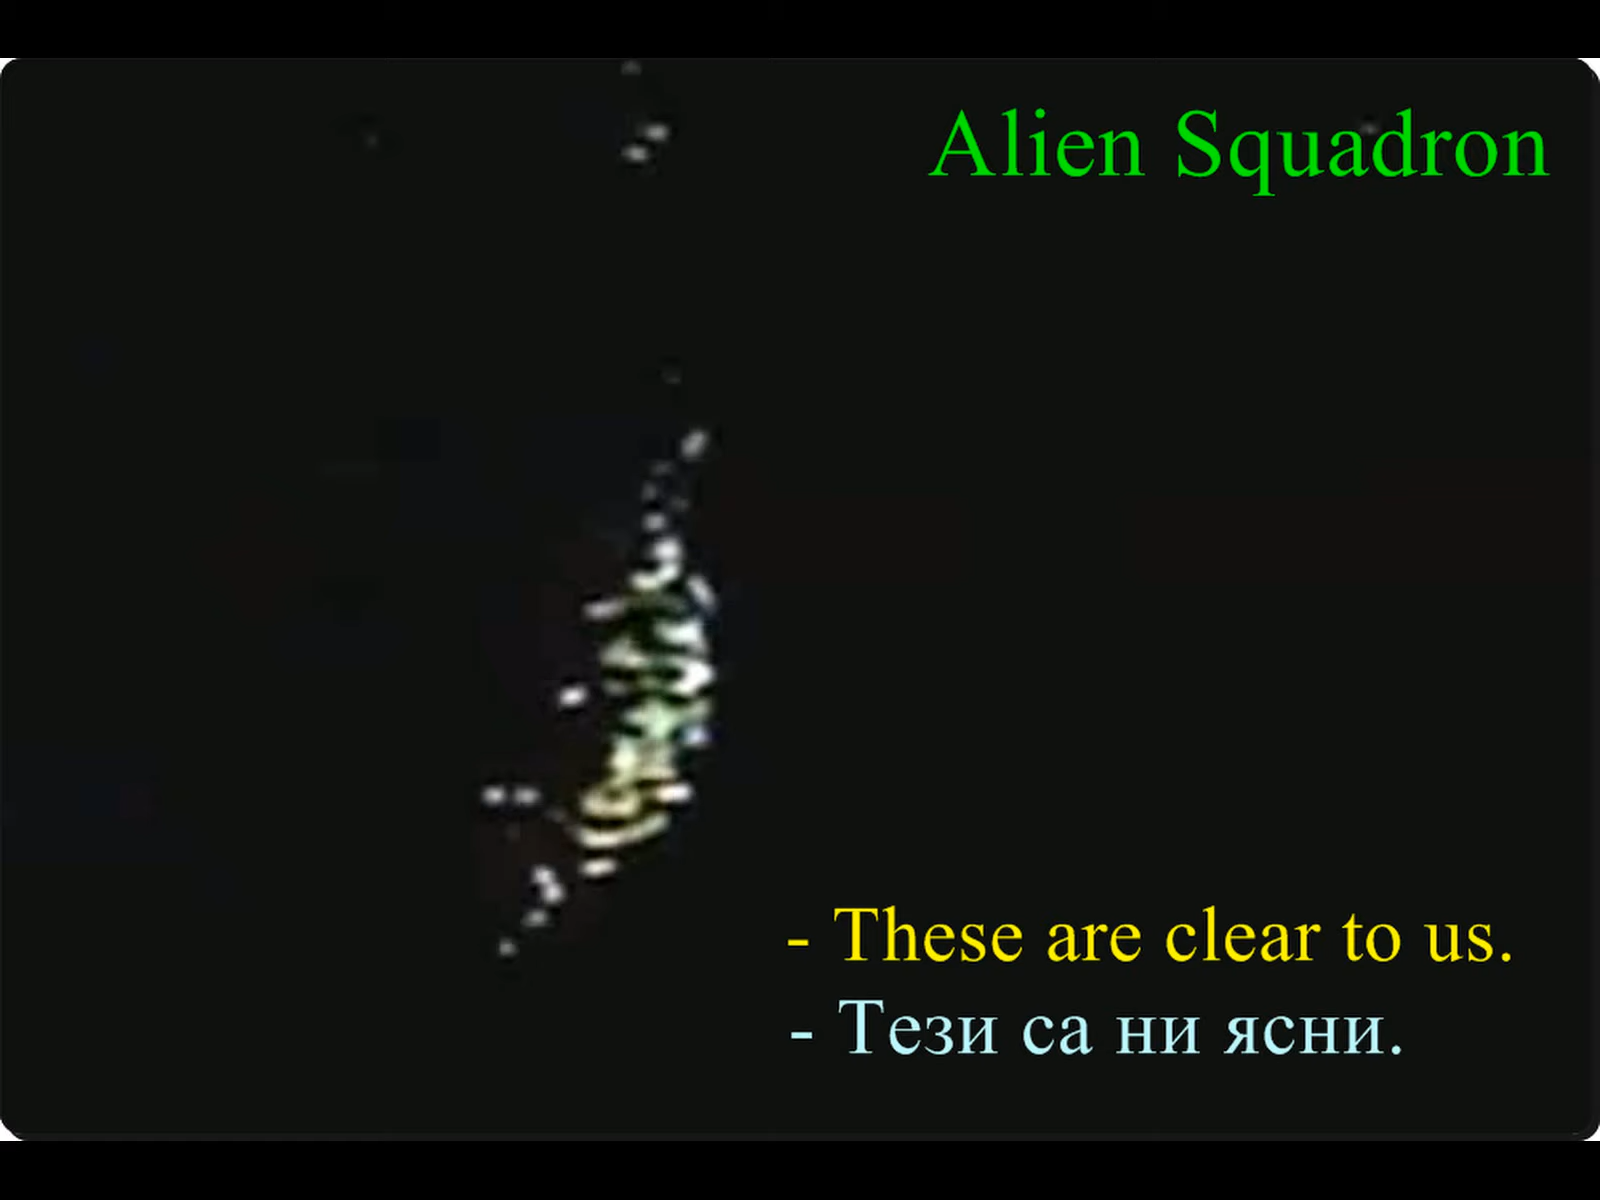 Alien Squadron
- These are clear to us.
- Тези са ни ясни.